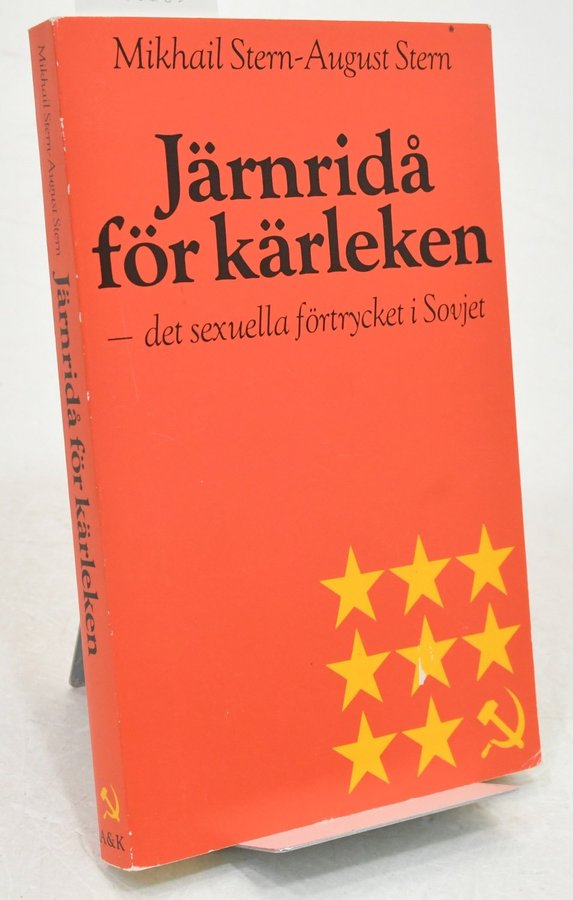 Mikhail Stern-August Stern
Järnridå
för kärleken
– det sexuella förtrycket i Sovjet
Mikhail Stern-August Stern
Järnridå för kärleken
A&K